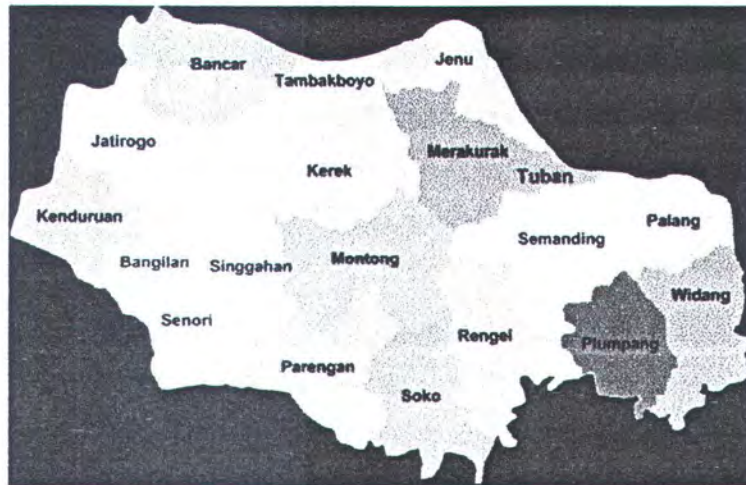 Bancar
Jenu
Tambakboyo
Jatirogo
Merakurak
Kerek
Tuban
Kenduruan
Palang
Semanding
Bangilan
Singgahan
Montong
Widang
Senori
Rengel
Plumpang
Parengan
Soko